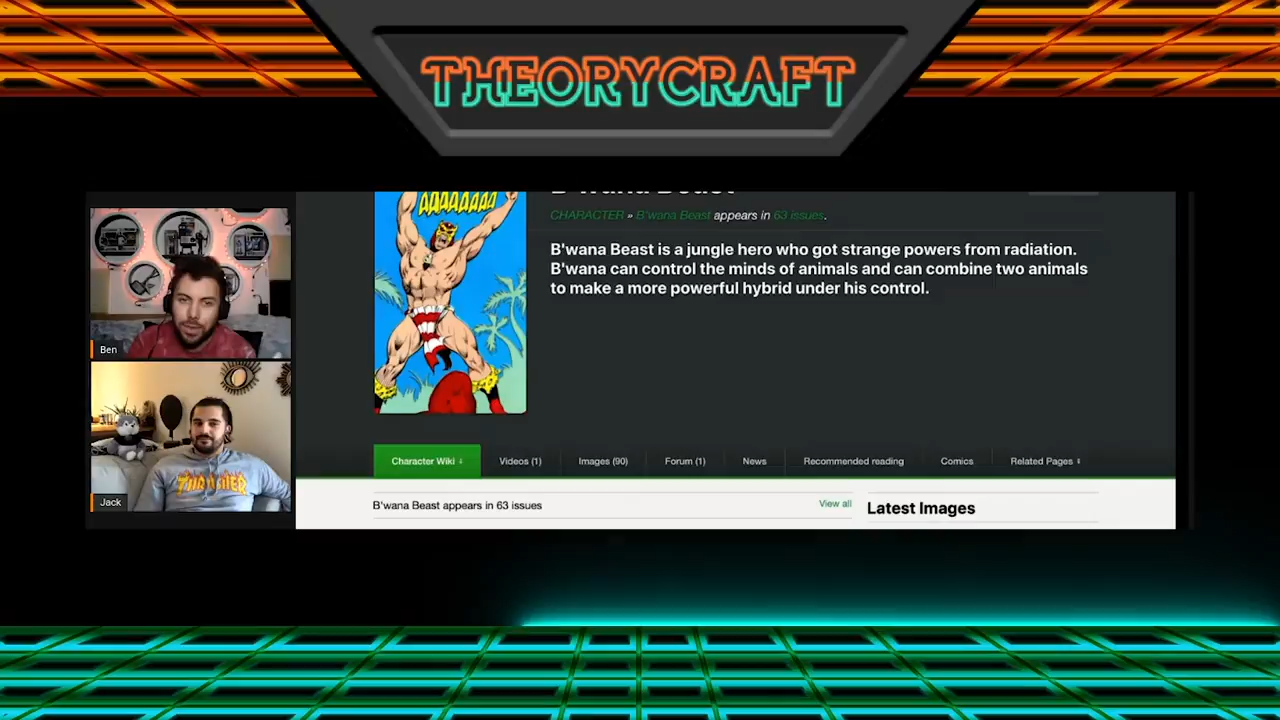 THEORYCRAFT
AAAAAAAA
B'wana Beast
CHARACTER » B'wana Beast appears in 63 issues.
B'wana Beast is a jungle hero who got strange powers from radiation.
B'wana can control the minds of animals and can combine two animals
to make a more powerful hybrid under his control.
Ben
THRASHER
Jack
Character Wiki
Videos (1)
Images (90)
Forum (1)
News
Recommended reading
Comics
Related Pages
B'wana Beast appears in 63 issues
View all
Latest Images